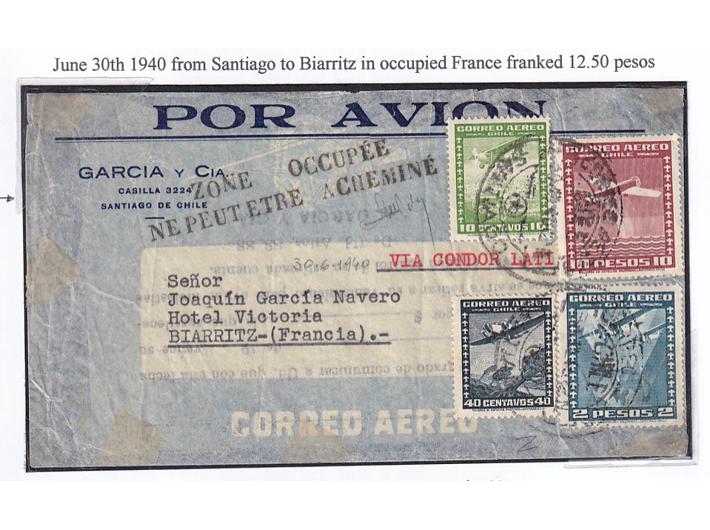 June 30th 1940 from Santiago to Biarritz in occupied France franked 12.50 pesos
POR AVION
GARCIA Y Cia.
CASILLA 3224
SANTIAGO DE CHILE
ZONE OCCUPÉE
NE PEUT ETRE ACHEMINÉ
CORREO AEREO
CHILE
10 CENTAVOS 10
CORREO AEREO
CHILE
10 PESOS 10
30-6-1940
VIA CONDOR LATI
Señor
Joaquín García Navero
Hotel Victoria
BIARRITZ-(Francia).-
CORREO AEREO
CHILE
40 CENTAVOS 40
CORREO AEREO
CHILE
2 PESOS 2
CORREO AEREO